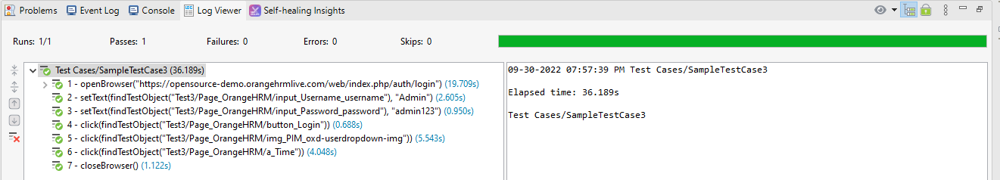 Problems Event Log Console Log Viewer Self-healing Insights
Runs: 1/1 Passes: 1 Failures: 0 Errors: 0 Skips: 0
Test Cases/SampleTestCase3 (36.189s)
1 - openBrowser("https://opensource-demo.orangehrmlive.com/web/index.php/auth/login") (19.709s)
2 - setText(findTestObject("Test3/Page_OrangeHRM/input_Username_username"), "Admin") (2.605s)
3 - setText(findTestObject("Test3/Page_OrangeHRM/input_Password_password"), "admin123") (0.950s)
4 - click(findTestObject("Test3/Page_OrangeHRM/button_Login")) (0.688s)
5 - click(findTestObject("Test3/Page_OrangeHRM/img_PIM_oxd-userdropdown-img")) (5.543s)
6 - click(findTestObject("Test3/Page_OrangeHRM/a_Time")) (4.048s)
7 - closeBrowser() (1.122s)
09-30-2022 07:57:39 PM Test Cases/SampleTestCase3
Elapsed time: 36.189s
Test Cases/SampleTestCase3